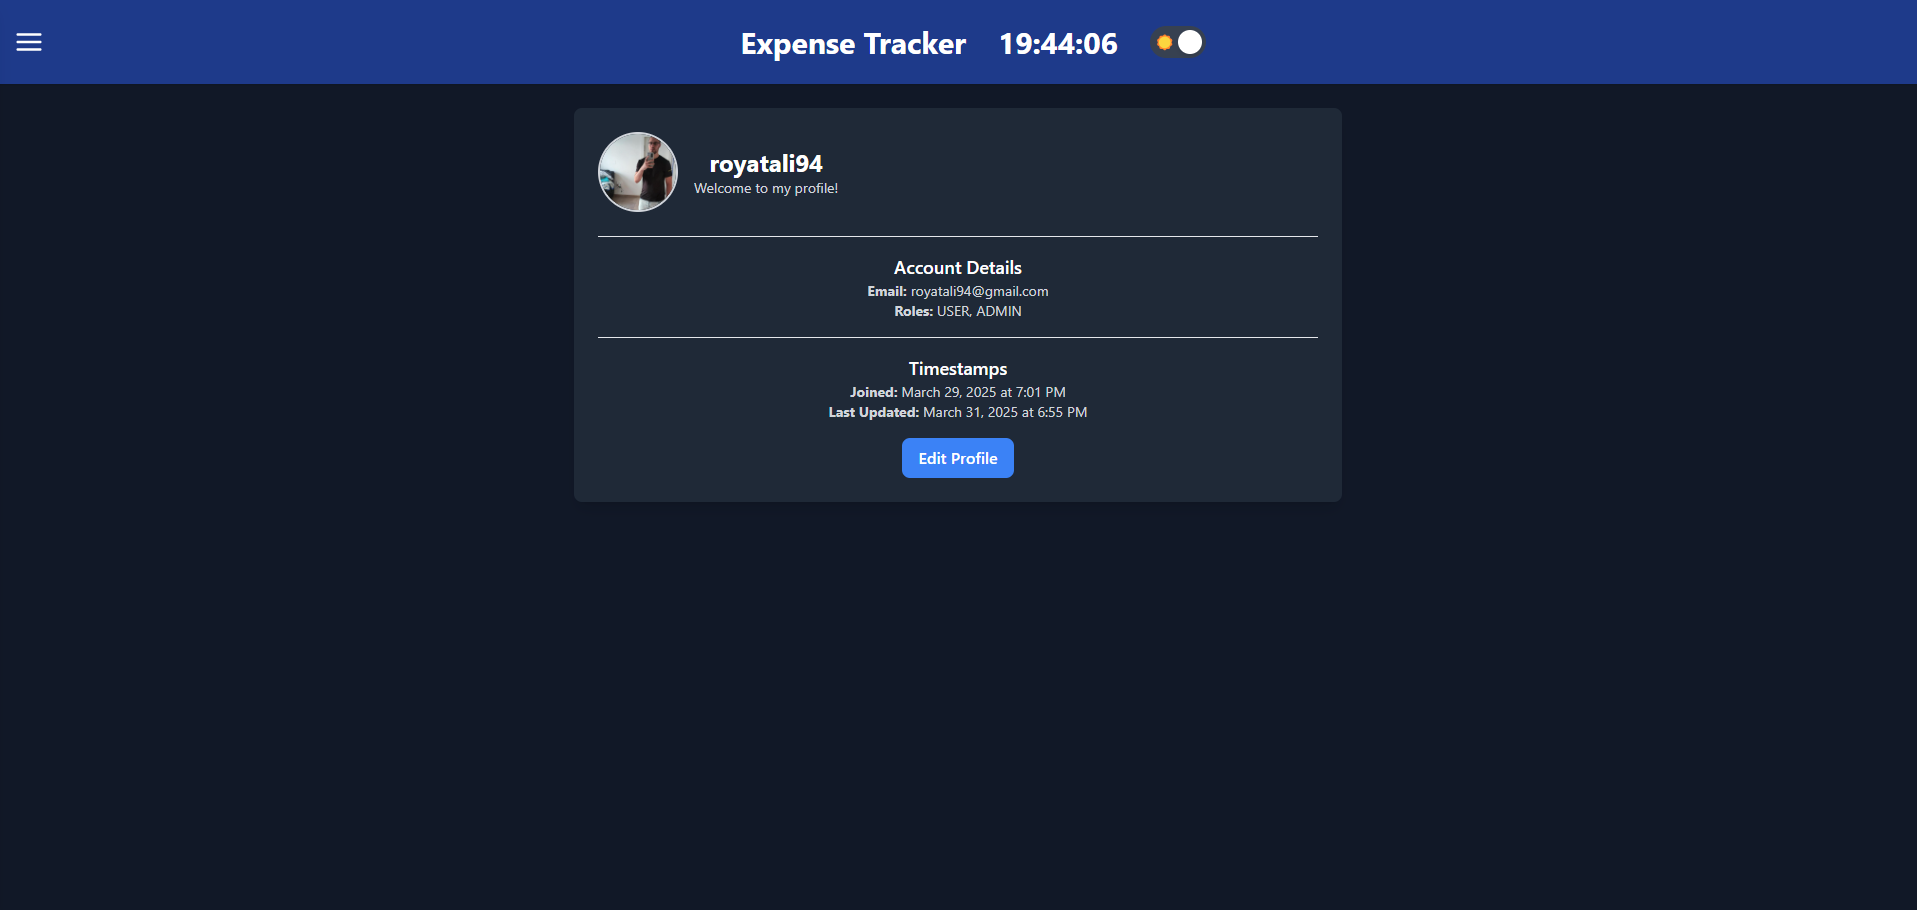 Expense Tracker 19:44:06
royatali94
Welcome to my profile!
Account Details
Email: royatali94@gmail.com
Roles: USER, ADMIN
Timestamps
Joined: March 29, 2025 at 7:01 PM
Last Updated: March 31, 2025 at 6:55 PM
Edit Profile